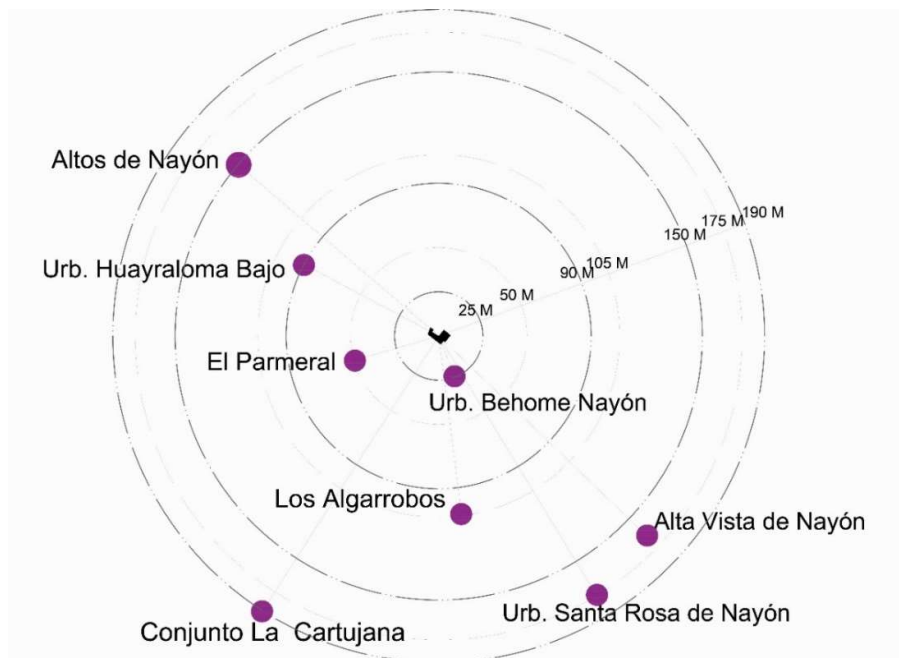 Altos de Nayón
190 M
175 M
150 M
Urb. Huayraloma Bajo
105 M
90 M
50 M
25 M
El Parmeral
Urb. Behome Nayón
Los Algarrobos
Alta Vista de Nayón
Urb. Santa Rosa de Nayón
Conjunto La Cartujana